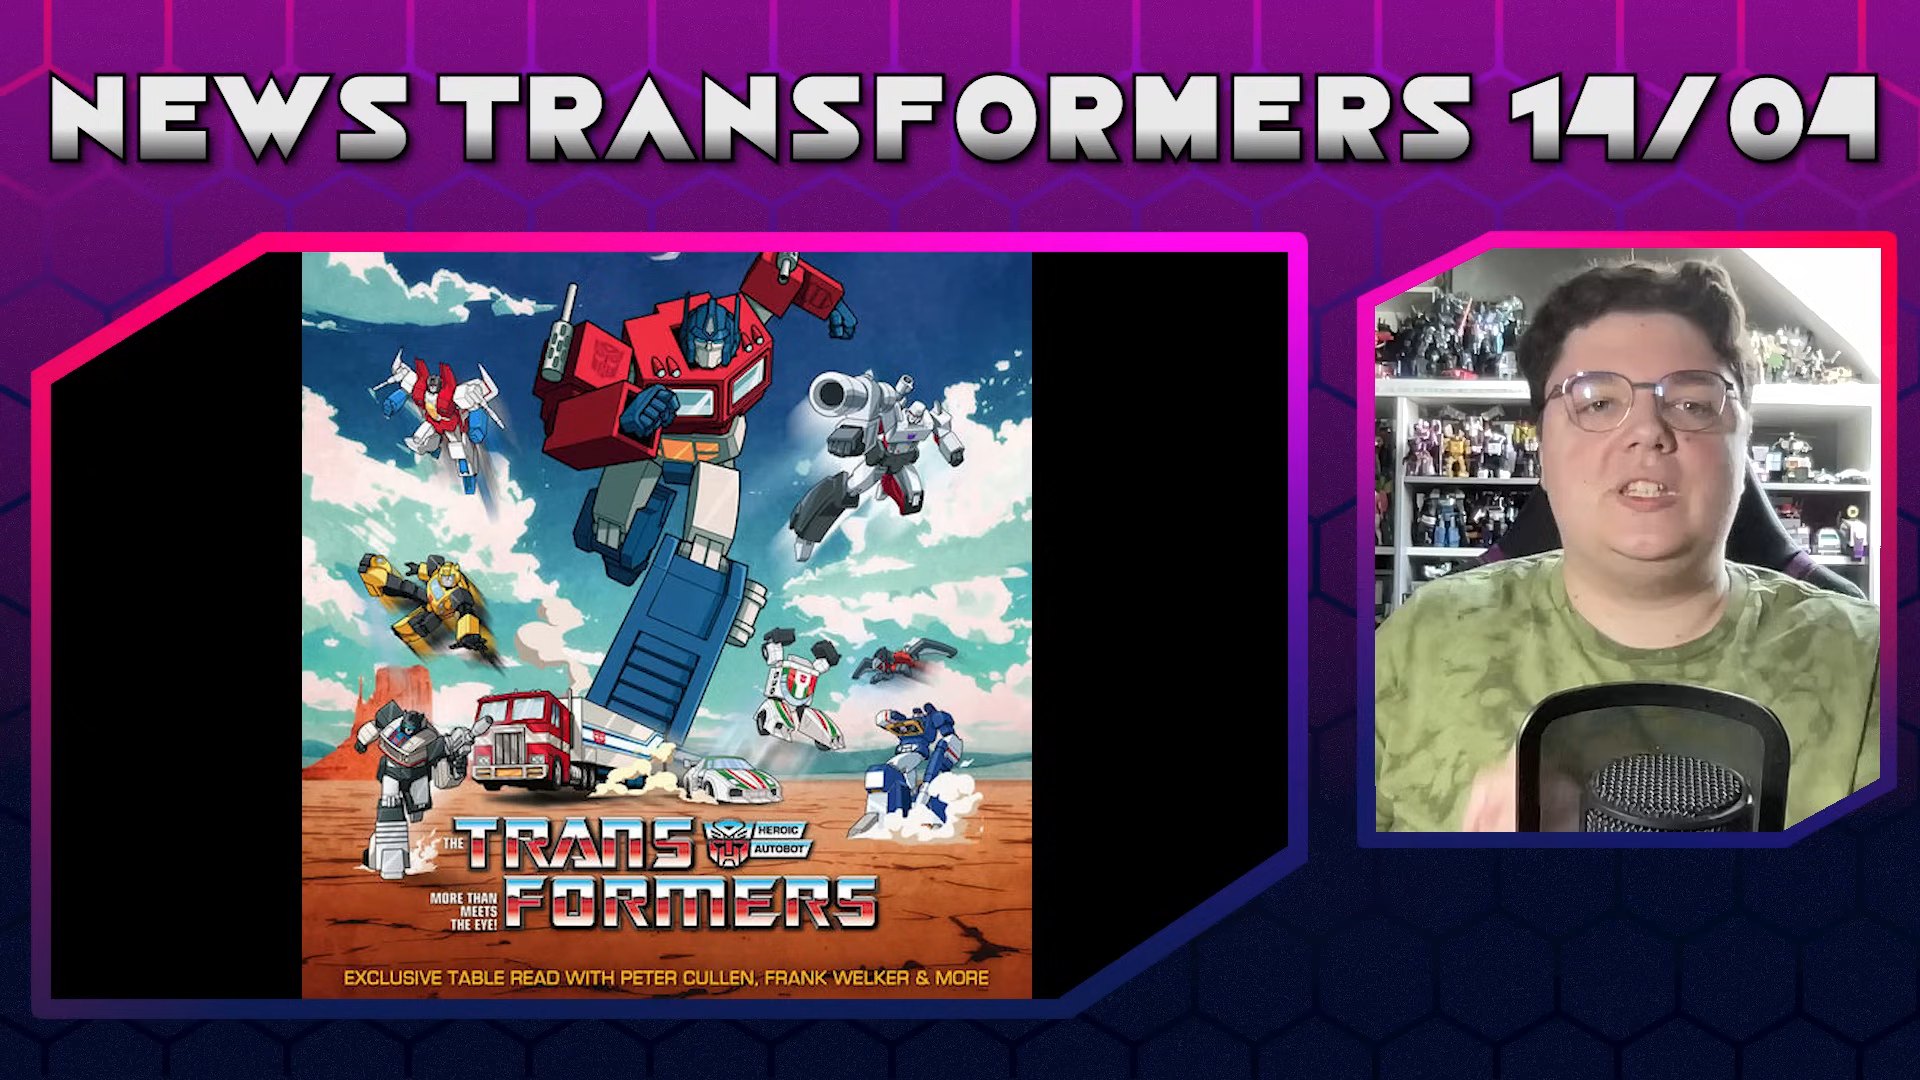 NEWS TRANSFORMERS 14/04
THE TRANS HEROIC AUTOBOT
MORE THAN MEETS THE EYE! FORMERS
EXCLUSIVE TABLE READ WITH PETER CULLEN, FRANK WELKER & MORE